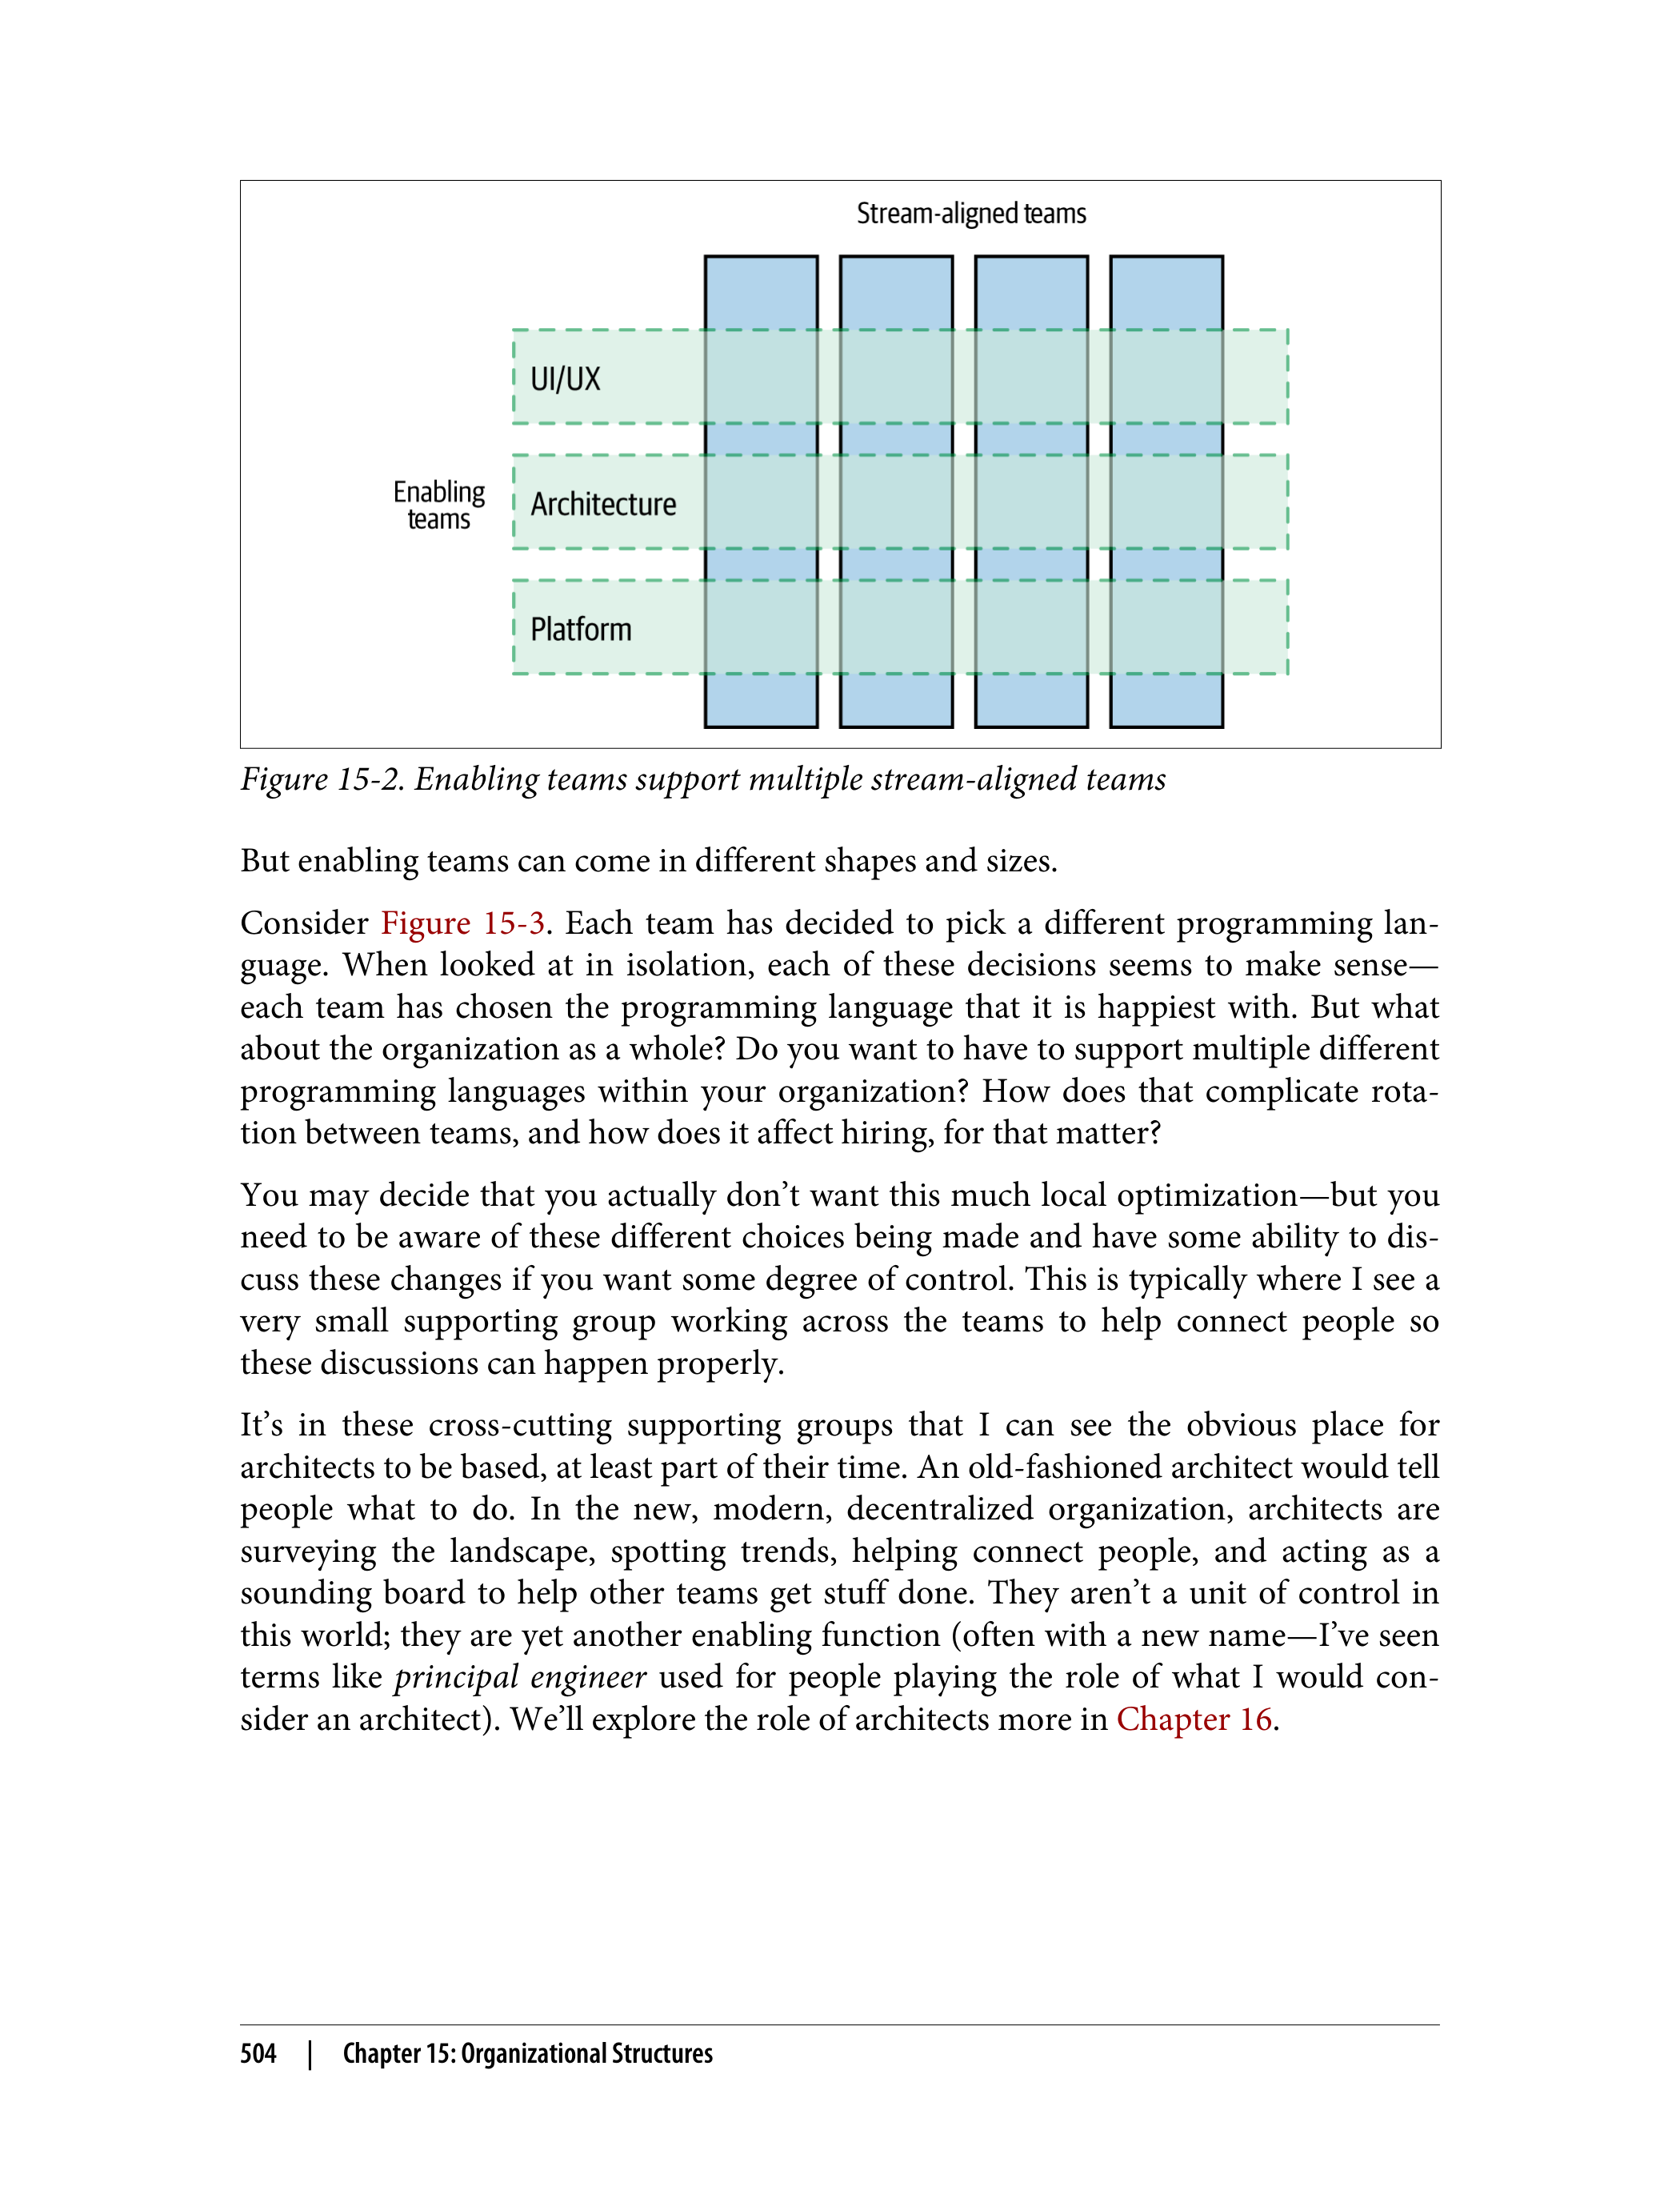 Stream-aligned teams
UI/UX
Enabling
teams
Architecture
Platform
Figure 15-2. Enabling teams support multiple stream-aligned teams
But enabling teams can come in different shapes and sizes.
Consider Figure 15-3. Each team has decided to pick a different programming lan-
guage. When looked at in isolation, each of these decisions seems to make sense—
each team has chosen the programming language that it is happiest with. But what
about the organization as a whole? Do you want to have to support multiple different
programming languages within your organization? How does that complicate rota-
tion between teams, and how does it affect hiring, for that matter?
You may decide that you actually don’t want this much local optimization—but you
need to be aware of these different choices being made and have some ability to dis-
cuss these changes if you want some degree of control. This is typically where I see a
very small supporting group working across the teams to help connect people so
these discussions can happen properly.
It’s in these cross-cutting supporting groups that I can see the obvious place for
architects to be based, at least part of their time. An old-fashioned architect would tell
people what to do. In the new, modern, decentralized organization, architects are
surveying the landscape, spotting trends, helping connect people, and acting as a
sounding board to help other teams get stuff done. They aren’t a unit of control in
this world; they are yet another enabling function (often with a new name—I’ve seen
terms like principal engineer used for people playing the role of what I would con-
sider an architect). We’ll explore the role of architects more in Chapter 16.
504 | Chapter 15: Organizational Structures